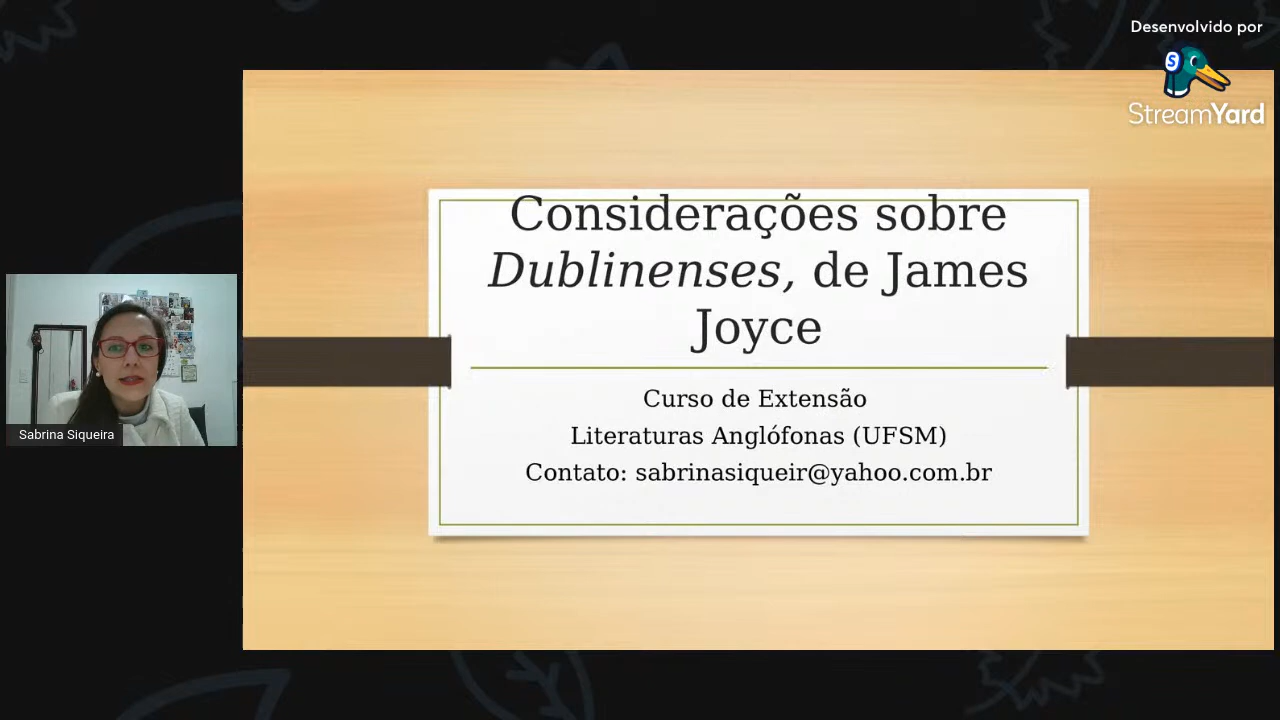 Desenvolvido por
StreamYard
Considerações sobre
Dublinenses, de James
Joyce
Curso de Extensão
Literaturas Anglófonas (UFSM)
Contato: sabrinasiqueir@yahoo.com.br
Sabrina Siqueira